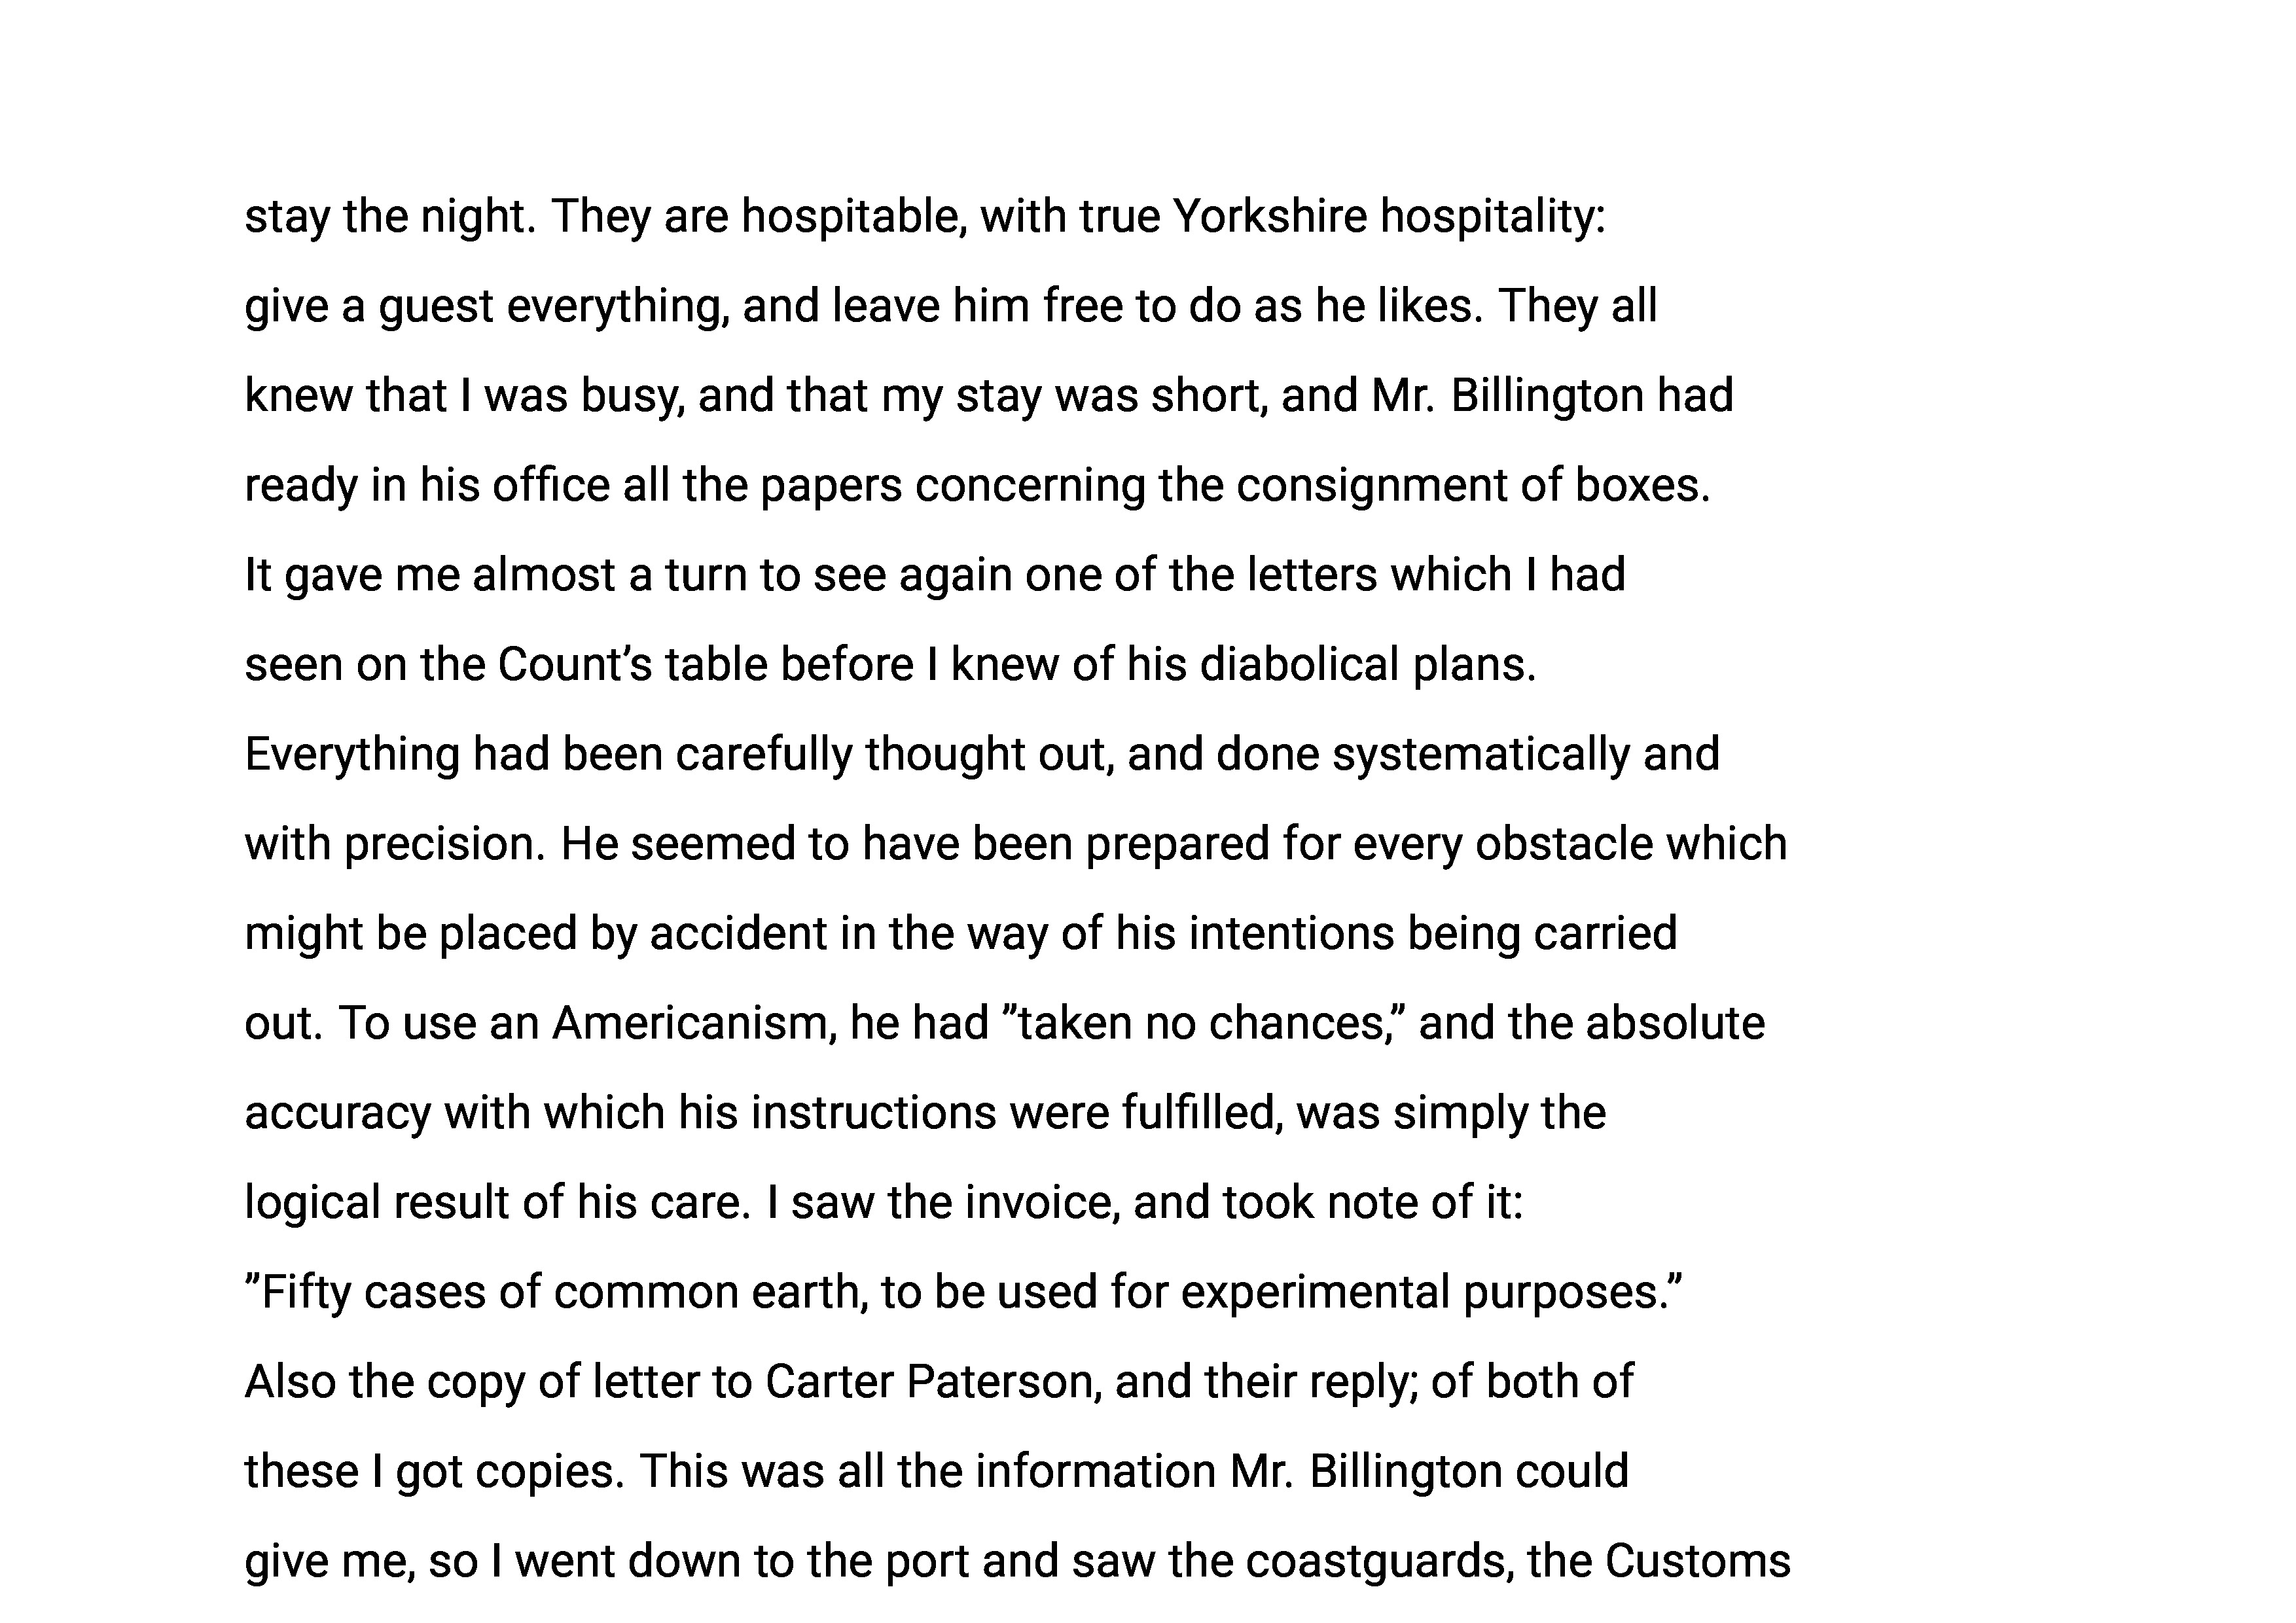 stay the night. They are hospitable, with true Yorkshire hospitality:
give a guest everything, and leave him free to do as he likes. They all
knew that I was busy, and that my stay was short, and Mr. Billington had
ready in his office all the papers concerning the consignment of boxes.
It gave me almost a turn to see again one of the letters which I had
seen on the Count’s table before I knew of his diabolical plans.
Everything had been carefully thought out, and done systematically and
with precision. He seemed to have been prepared for every obstacle which
might be placed by accident in the way of his intentions being carried
out. To use an Americanism, he had ”taken no chances,” and the absolute
accuracy with which his instructions were fulfilled, was simply the
logical result of his care. I saw the invoice, and took note of it:
”Fifty cases of common earth, to be used for experimental purposes.”
Also the copy of letter to Carter Paterson, and their reply; of both of
these I got copies. This was all the information Mr. Billington could
give me, so I went down to the port and saw the coastguards, the Customs